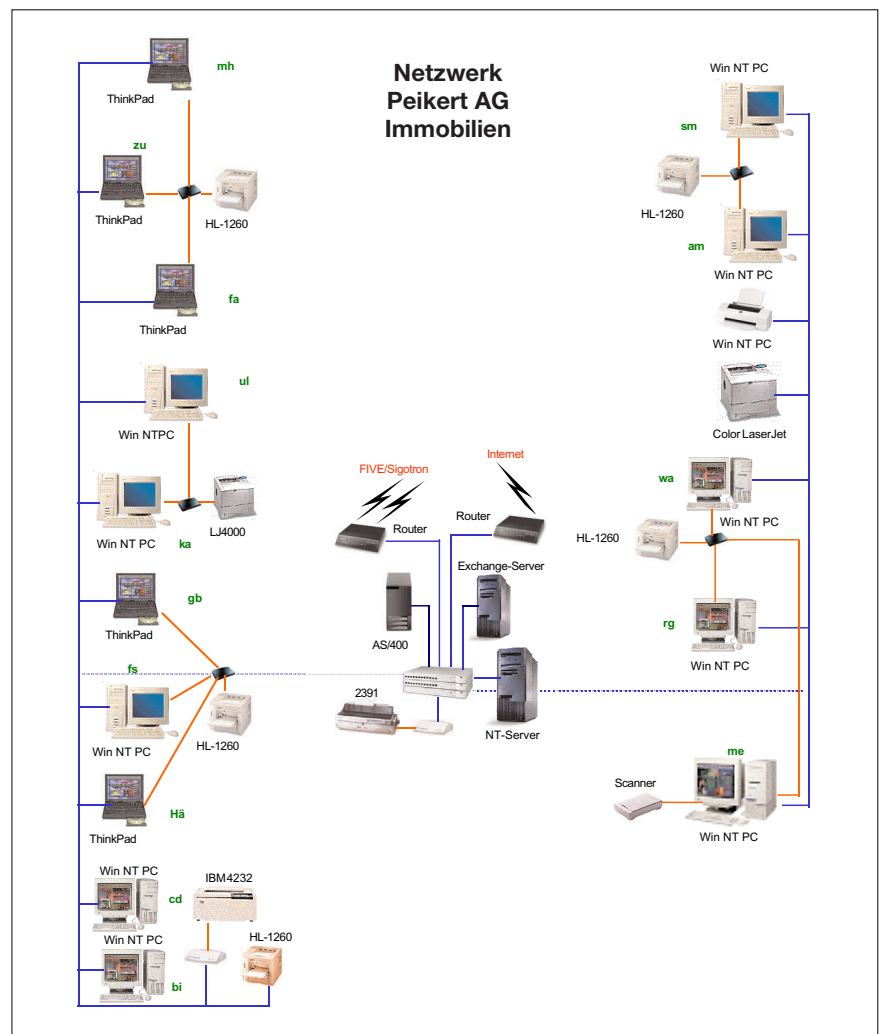 Netzwerk
Peikert AG
Immobilien
mh
ThinkPad
zu
ThinkPad
HL-1260
fa
ThinkPad
ul
Win NTPC
Win NT PC
ka
LJ4000
gb
ThinkPad
fs
Win NT PC
HL-1260
Hä
ThinkPad
Win NT PC
cd
IBM4232
Win NT PC
HL-1260
bi
FIVE/Sigotron
Internet
Router
Router
Exchange-Server
AS/400
2391
NT-Server
Win NT PC
sm
HL-1260
am
Win NT PC
Win NT PC
Color LaserJet
wa
Win NT PC
HL-1260
rg
Win NT PC
me
Scanner
Win NT PC